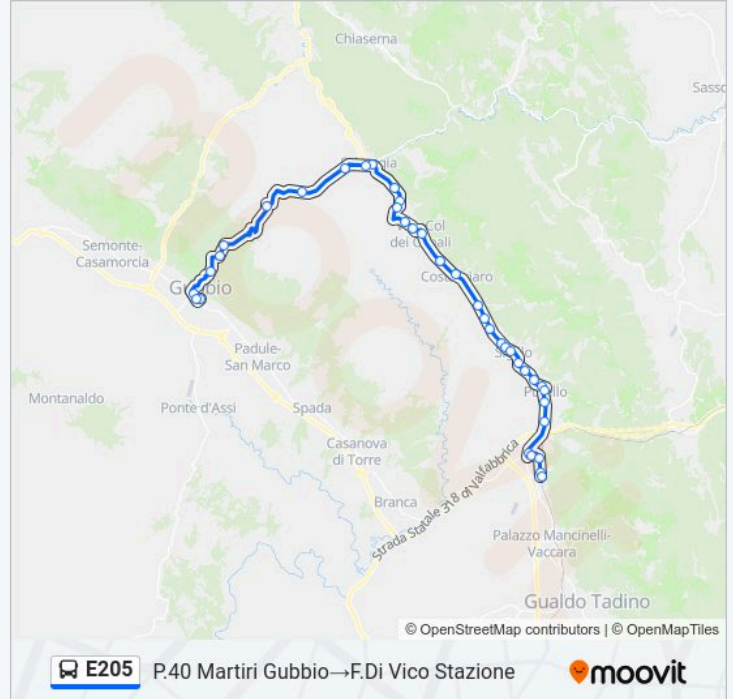 Chiaserna
Sasso
Col
dei Canali
Semonte-
Casamorcia
Gubbio
Padule-
San Marco
Montanaldo
Ponte d'Assi
Spada
Casanova
di Torre
Branca
Strada Statale 318 di Valfabbrica
Palazzo Mancinelli-
Vaccara
Gualdo Tadino
© OpenStreetMap contributors | © OpenMapTiles
E205 P.40 Martiri Gubbio→F.Di Vico Stazione
moovit